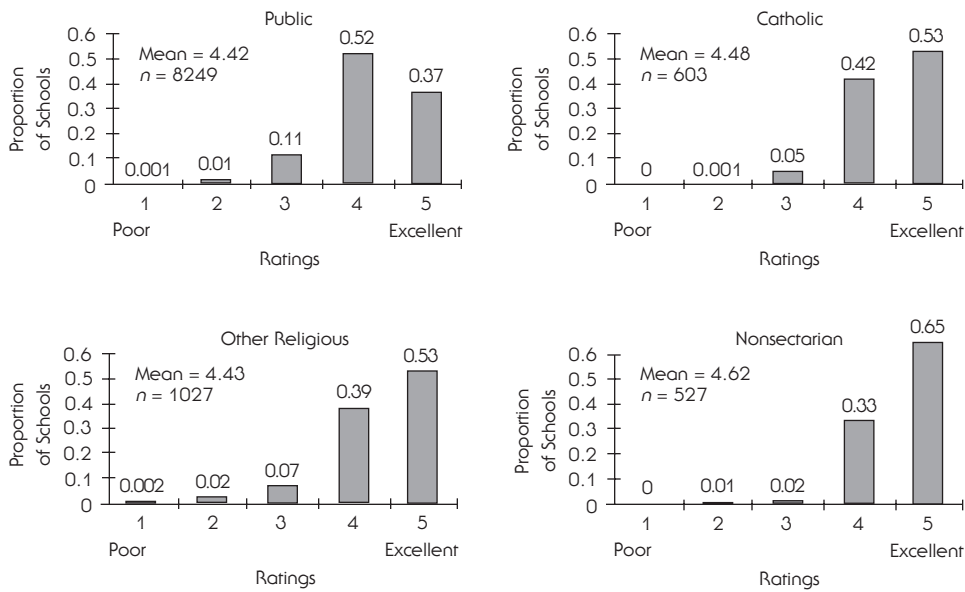 Public
Proportion
of Schools
0.6
0.5
0.4
0.3
0.2
0.1
0
Mean = 4.42
n = 8249
0.001
0.01
0.11
0.52
0.37
1
2
3
4
5
Poor
Excellent
Ratings
Catholic
Proportion
of Schools
0.6
0.5
0.4
0.3
0.2
0.1
0
Mean = 4.48
n = 603
0
0.001
0.05
0.42
0.53
1
2
3
4
5
Poor
Excellent
Ratings
Other Religious
Proportion
of Schools
0.6
0.5
0.4
0.3
0.2
0.1
0
Mean = 4.43
n = 1027
0.002
0.02
0.07
0.39
0.53
1
2
3
4
5
Poor
Excellent
Ratings
Nonsectarian
Proportion
of Schools
0.6
0.5
0.4
0.3
0.2
0.1
0
Mean = 4.62
n = 527
0
0.01
0.02
0.33
0.65
1
2
3
4
5
Poor
Excellent
Ratings